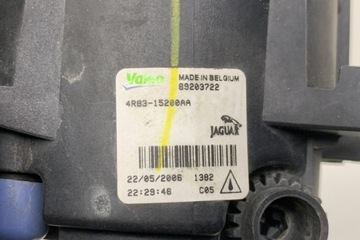 Valeo
MADE IN BELGIUM
89203722
4R83-15200AA
JAGUAR
22/05/2006 1382
22:29:46 C05